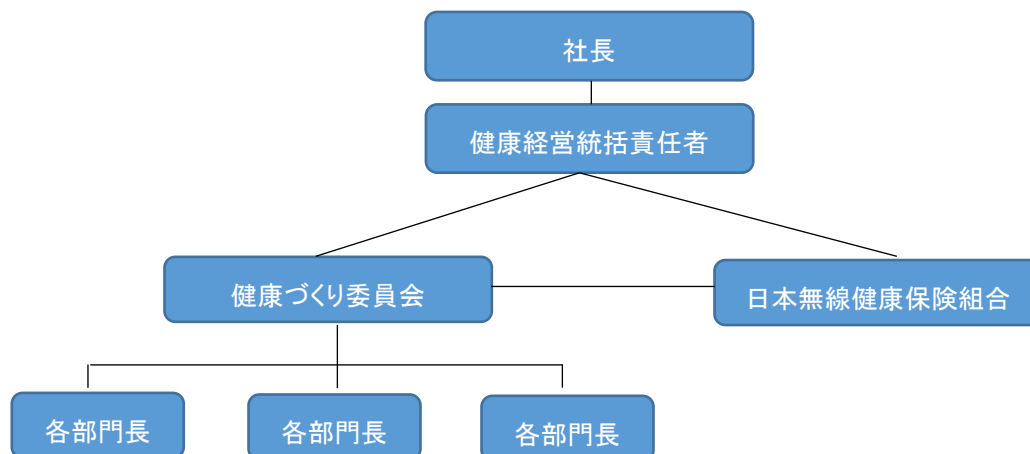 社長
健康経営統括責任者
健康づくり委員会
日本無線健康保険組合
各部門長
各部門長
各部門長